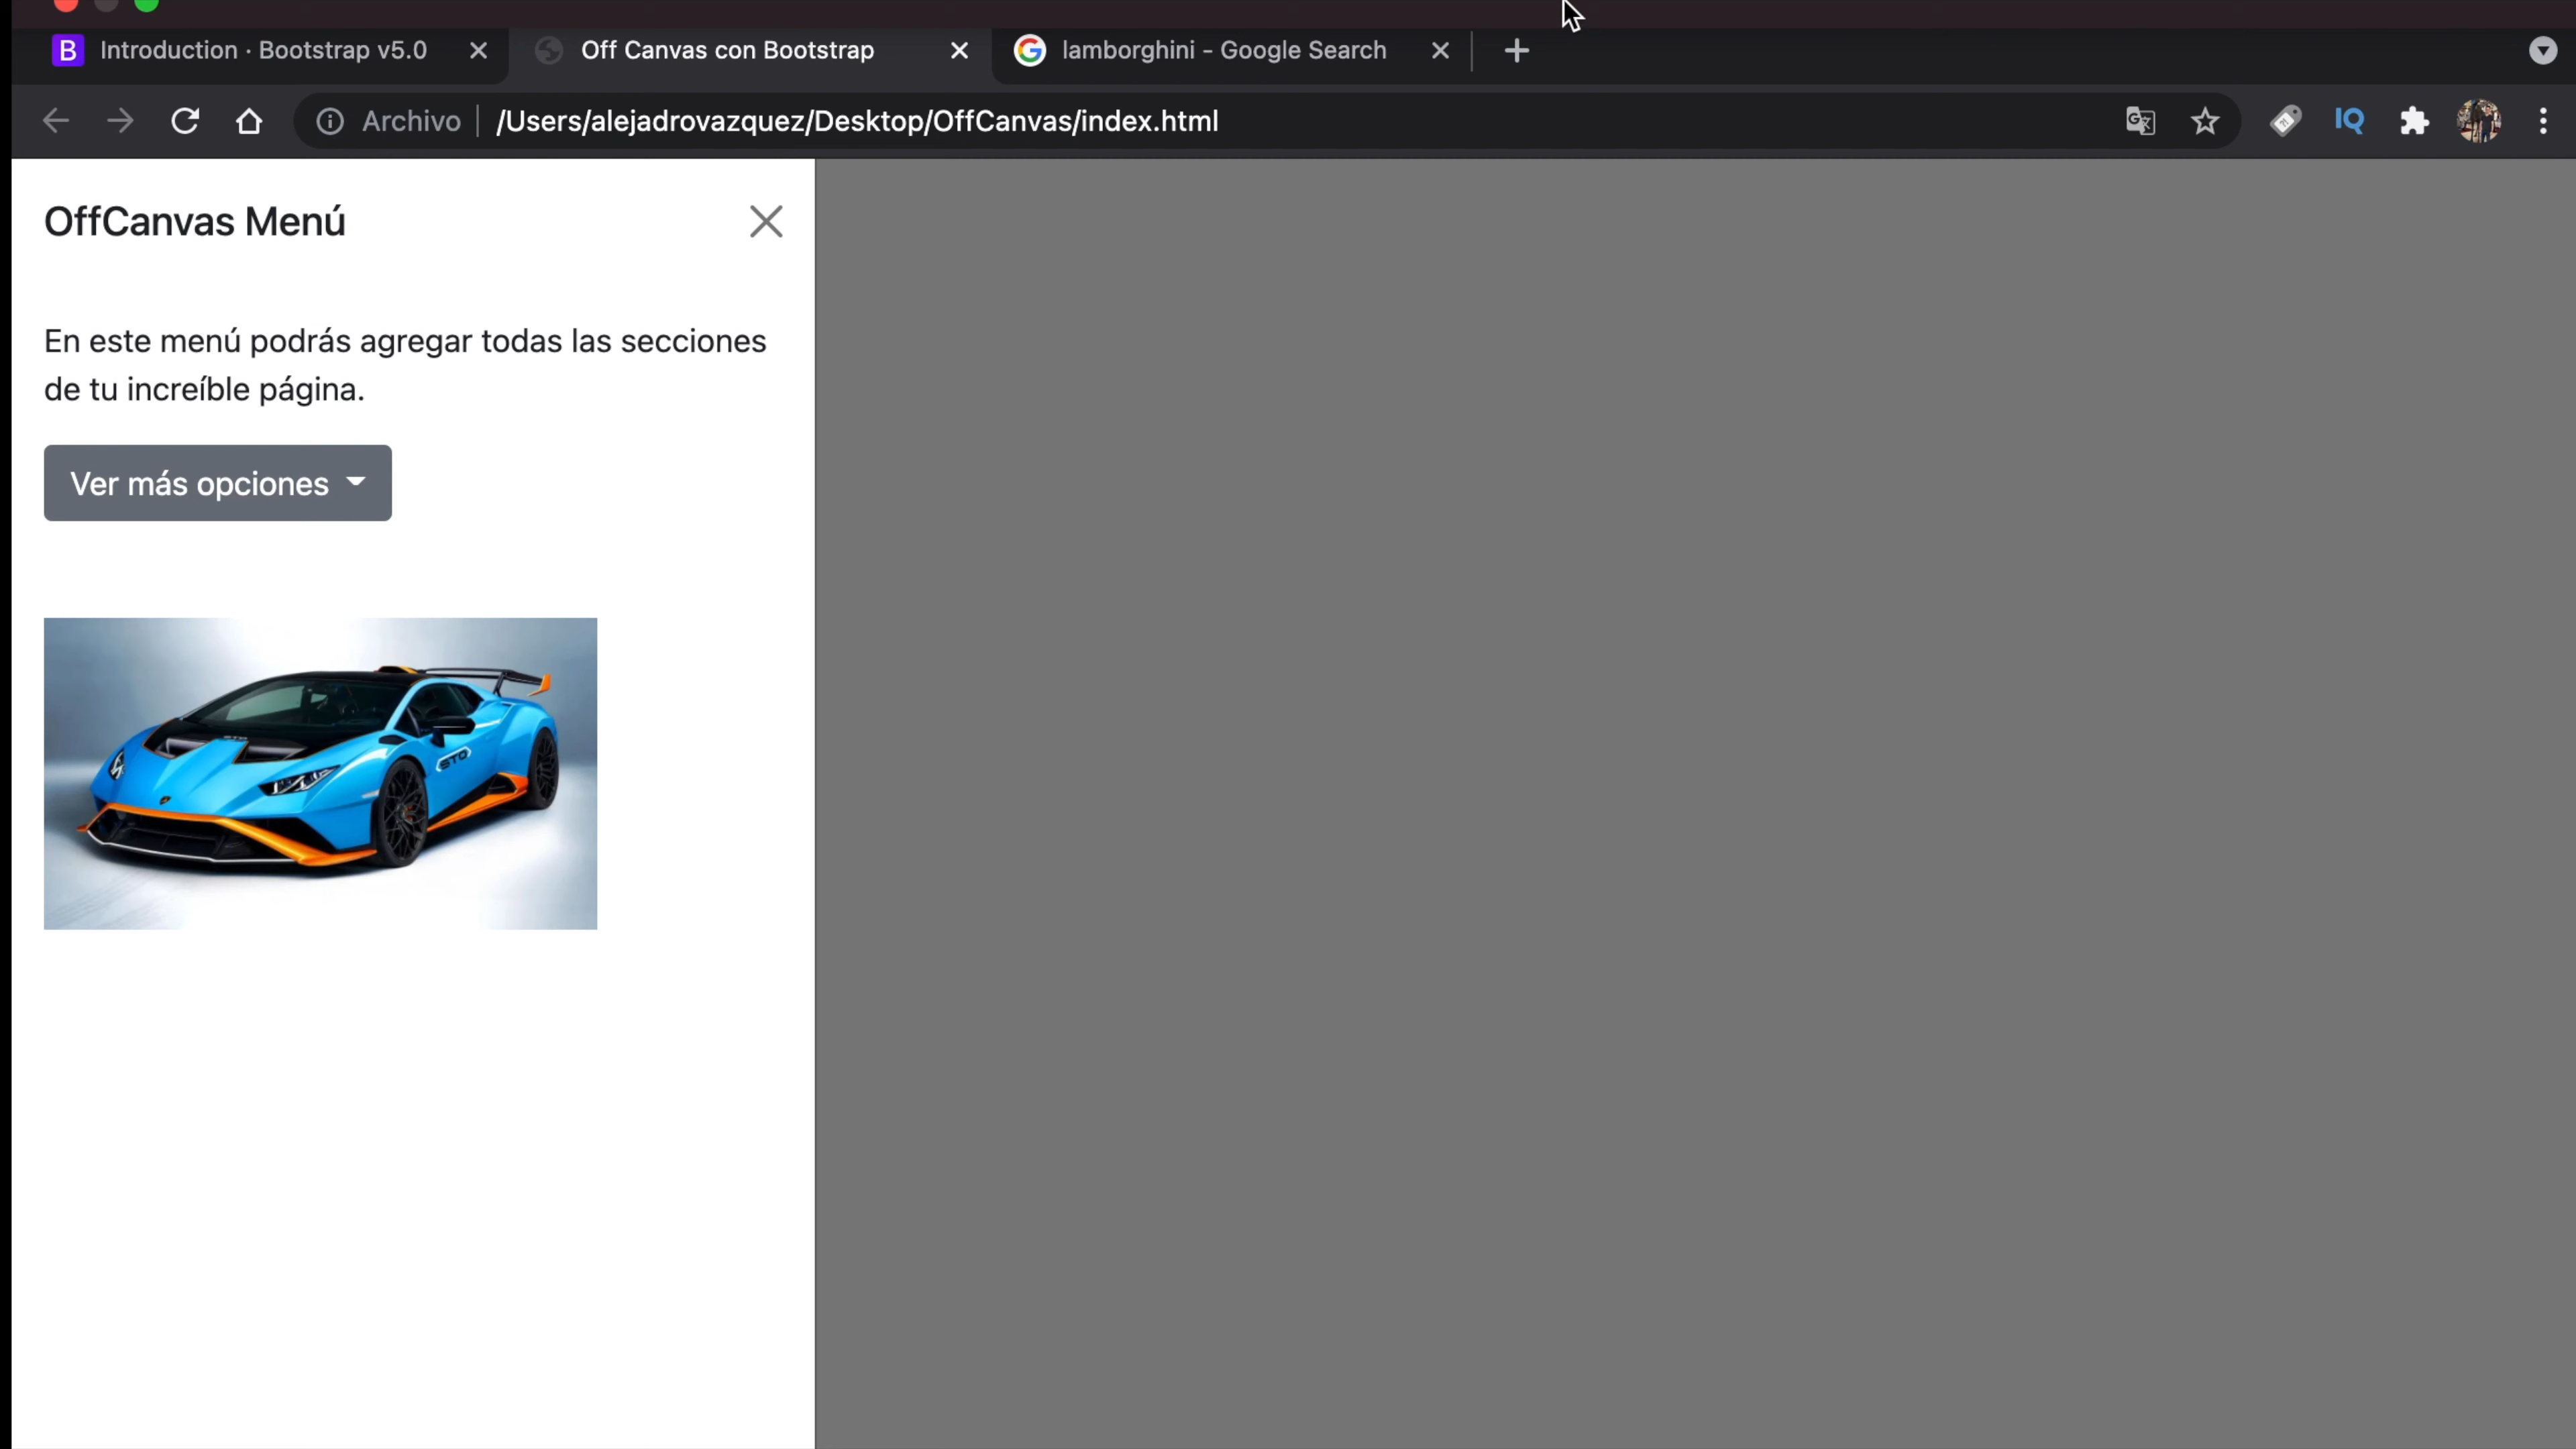 B Introduction · Bootstrap v5.0
Off Canvas con Bootstrap
lamborghini - Google Search
Archivo /Users/alejadrovazquez/Desktop/OffCanvas/index.html
IQ
OffCanvas Menú
En este menú podrás agregar todas las secciones
de tu increíble página.
Ver más opciones
STO